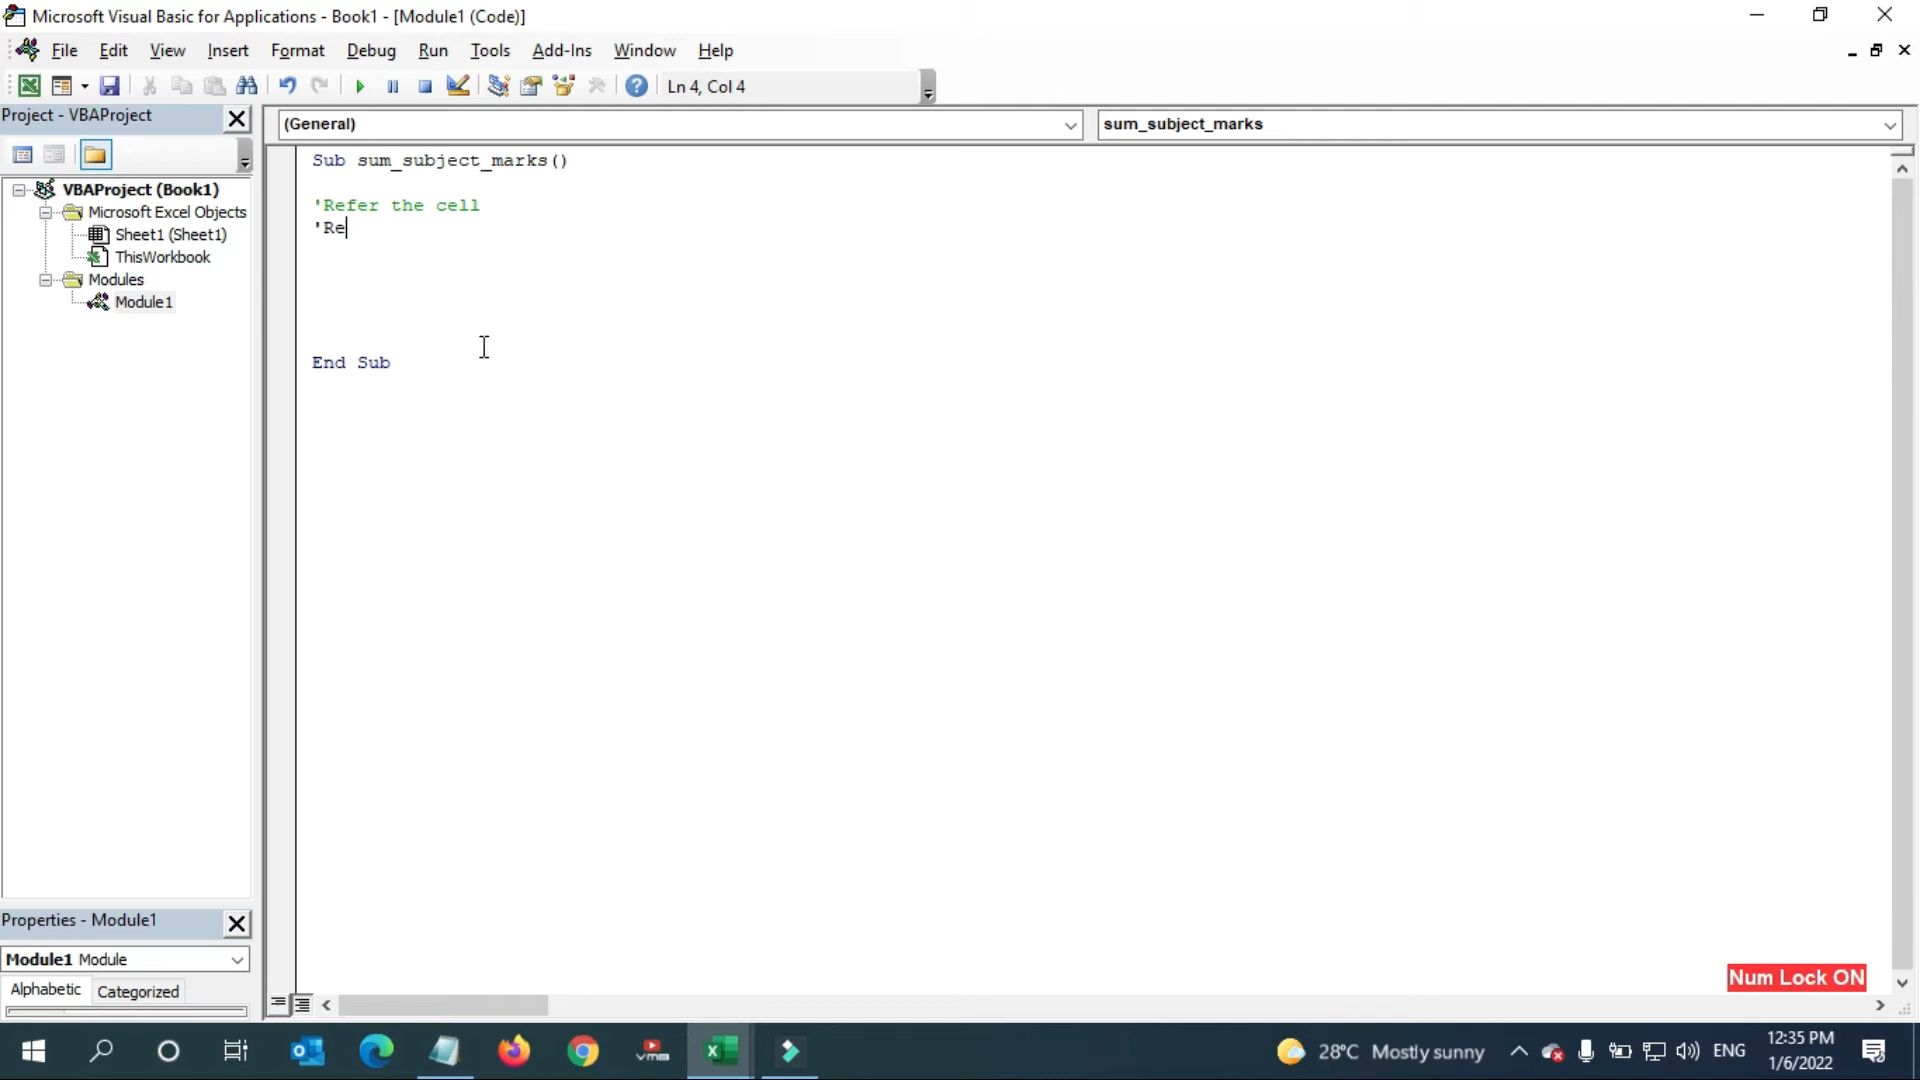 Microsoft Visual Basic for Applications - Book1 - [Module1 (Code)]
File Edit View Insert Format Debug Run Tools Add-Ins Window Help
Ln 4, Col 4
Project - VBAProject
(General)
sum_subject_marks
VBAProject (Book1)
Microsoft Excel Objects
Sheet1 (Sheet1)
ThisWorkbook
Modules
Module1
Sub sum_subject_marks()
'Refer the cell
'Re
End Sub
Properties - Module1
Module1 Module
Alphabetic Categorized
Num Lock ON
28°C Mostly sunny
ENG
12:35 PM
1/6/2022